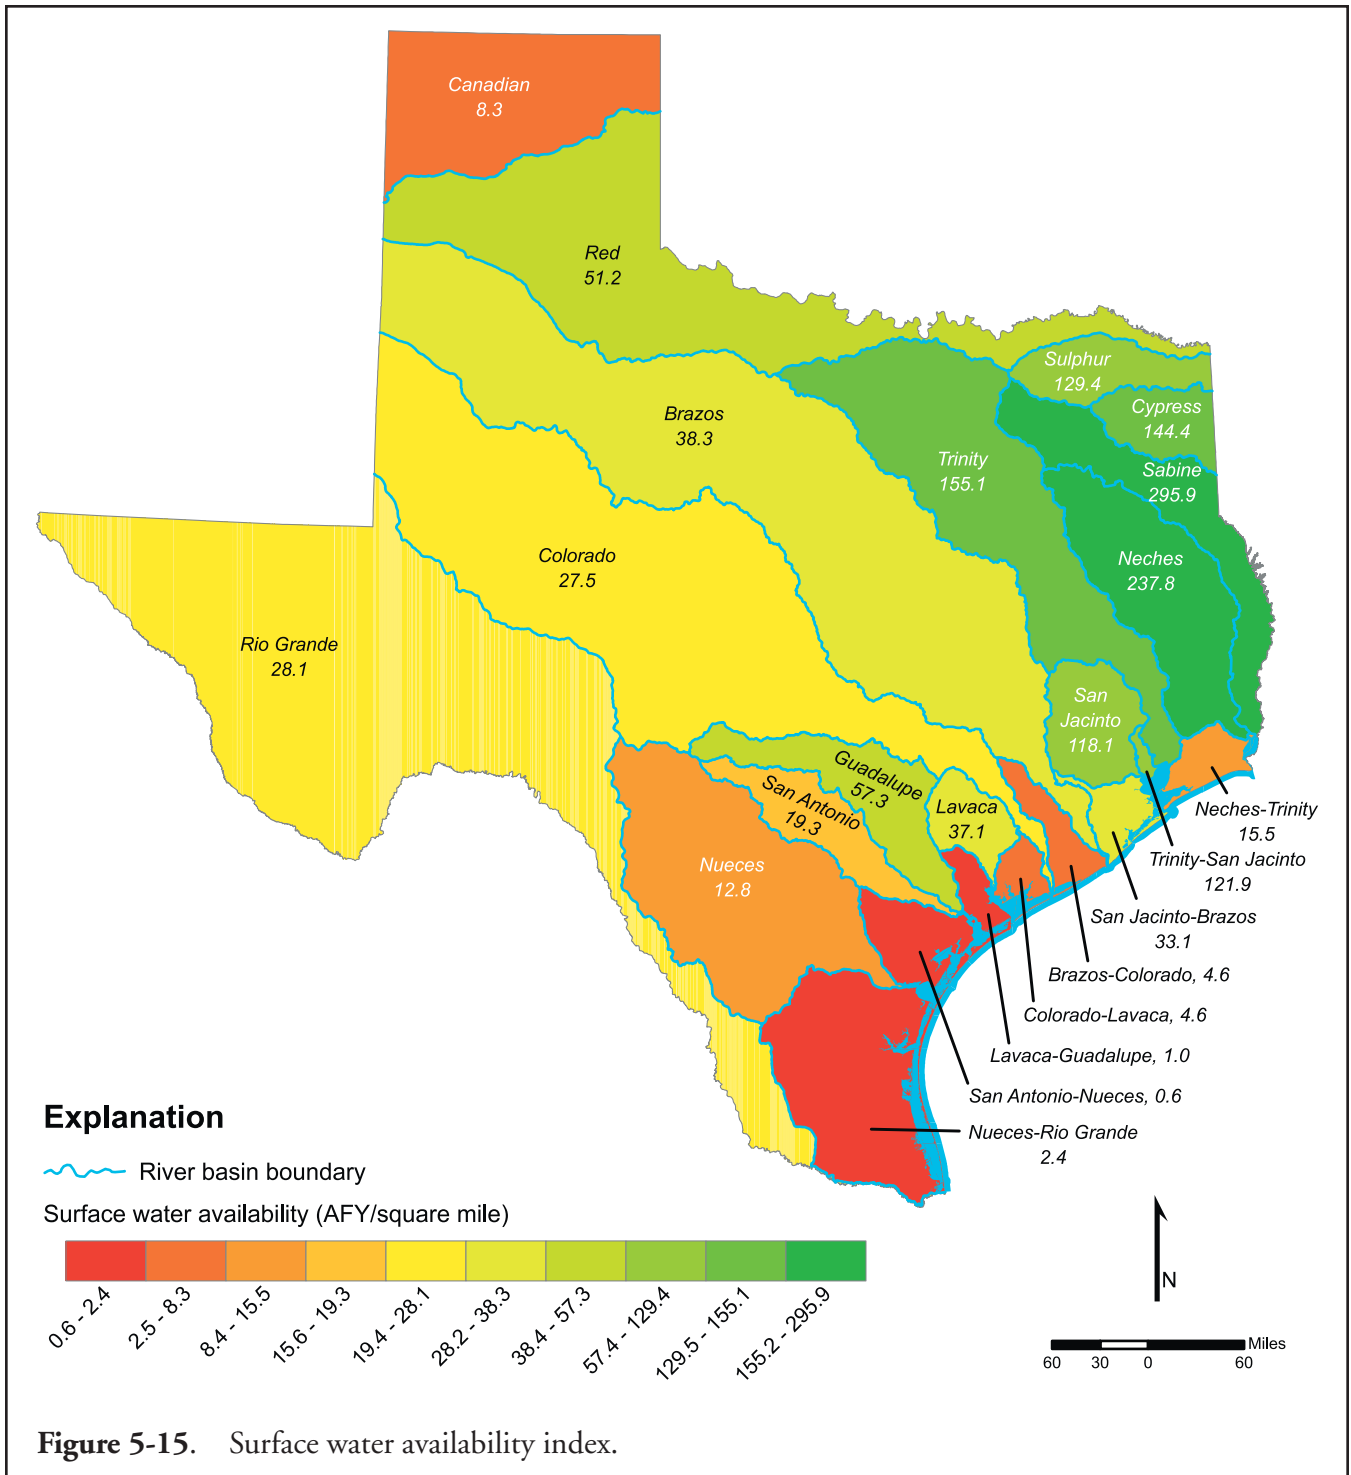 Canadian
8.3
Red
51.2
Sulphur
129.4
Cypress
144.4
Brazos
38.3
Trinity
155.1
Sabine
295.9
Colorado
27.5
Neches
237.8
Rio Grande
28.1
San
Jacinto
118.1
Guadalupe
57.3
San Antonio
19.3
Lavaca
37.1
Nueces
12.8
Neches-Trinity
15.5
Trinity-San Jacinto
121.9
San Jacinto-Brazos
33.1
Brazos-Colorado, 4.6
Colorado-Lavaca, 4.6
Lavaca-Guadalupe, 1.0
San Antonio-Nueces, 0.6
Nueces-Rio Grande
2.4
Explanation
River basin boundary
Surface water availability (AFY/square mile)
0.6 - 2.4
2.5 - 8.3
8.4 - 15.5
15.6 - 19.3
19.4 - 28.1
28.2 - 38.3
38.4 - 57.3
57.4 - 129.4
129.5 - 155.1
155.2 - 295.9
N
Miles
60 30 0 60
Figure 5-15. Surface water availability index.